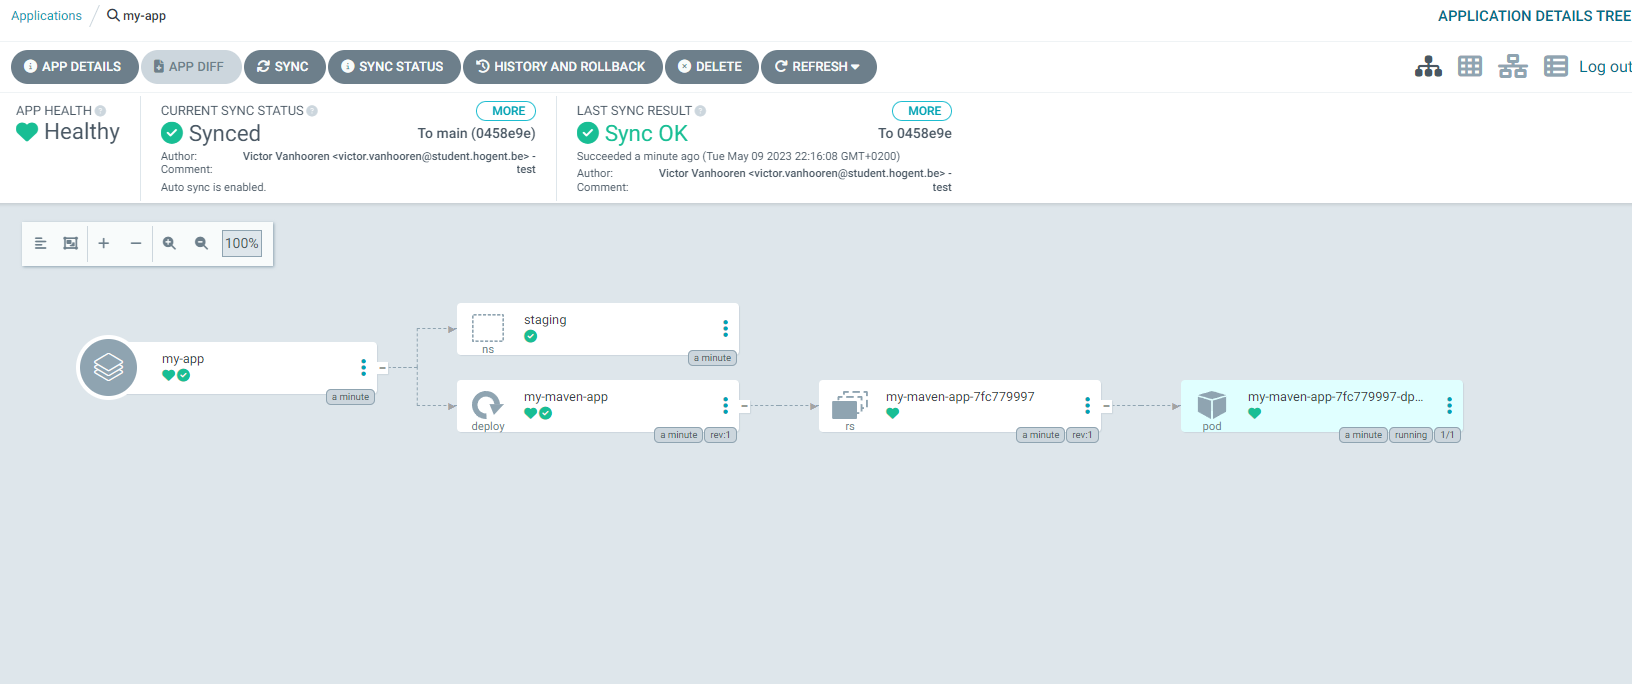 Applications / my-app
APPLICATION DETAILS TREE
APP DETAILS
APP DIFF
SYNC
SYNC STATUS
HISTORY AND ROLLBACK
DELETE
REFRESH
Log out
APP HEALTH
Healthy
CURRENT SYNC STATUS
MORE
Synced
To main (0458e9e)
Author: Victor Vanhooren <victor.vanhooren@student.hogent.be> -
Comment: test
Auto sync is enabled.
LAST SYNC RESULT
MORE
Sync OK
To 0458e9e
Succeeded a minute ago (Tue May 09 2023 22:16:08 GMT+0200)
Author: Victor Vanhooren <victor.vanhooren@student.hogent.be> -
Comment: test
100%
my-app
a minute
staging
ns
a minute
my-maven-app
deploy
a minute
rev:1
my-maven-app-7fc779997
rs
a minute
rev:1
my-maven-app-7fc779997-dp...
pod
a minute
running
1/1